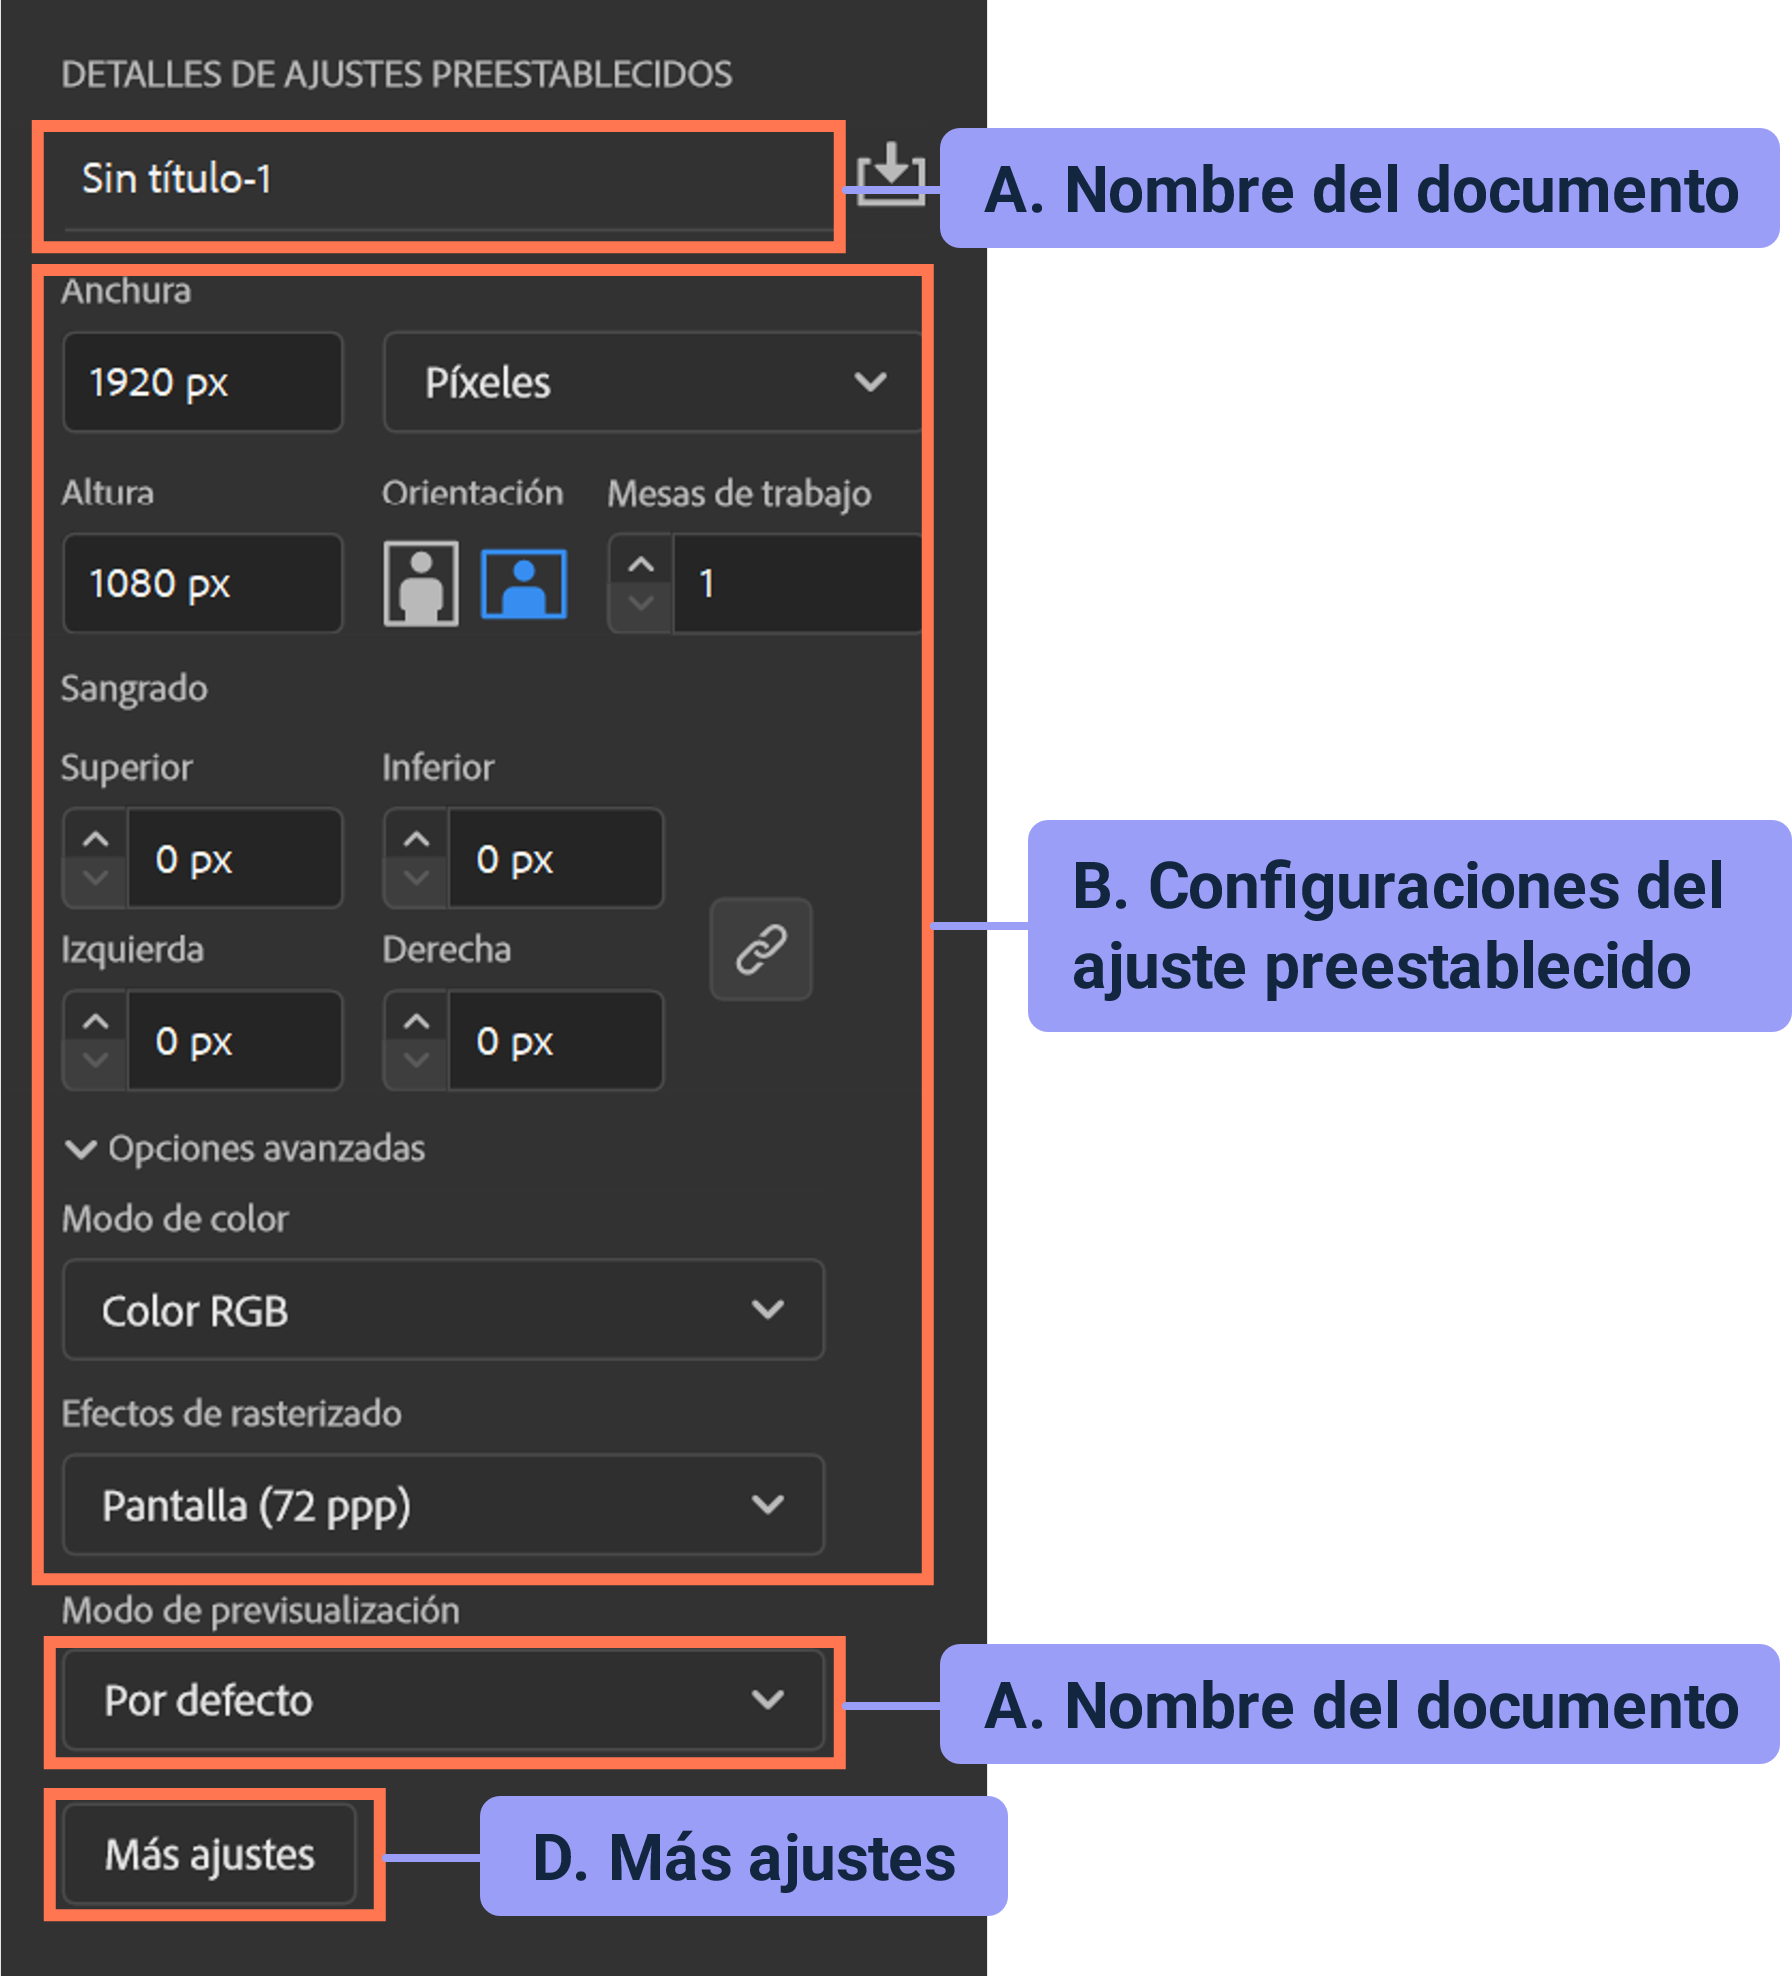 DETALLES DE AJUSTES PREESTABLECIDOS
Sin título-1
A. Nombre del documento
Anchura
1920 px
Píxeles
Altura
Orientación
Mesas de trabajo
1080 px
1
Sangrado
Superior
Inferior
0 px
0 px
B. Configuraciones del
ajuste preestablecido
Izquierda
Derecha
0 px
0 px
Opciones avanzadas
Modo de color
Color RGB
Efectos de rasterizado
Pantalla (72 ppp)
Modo de previsualización
Por defecto
A. Nombre del documento
Más ajustes
D. Más ajustes